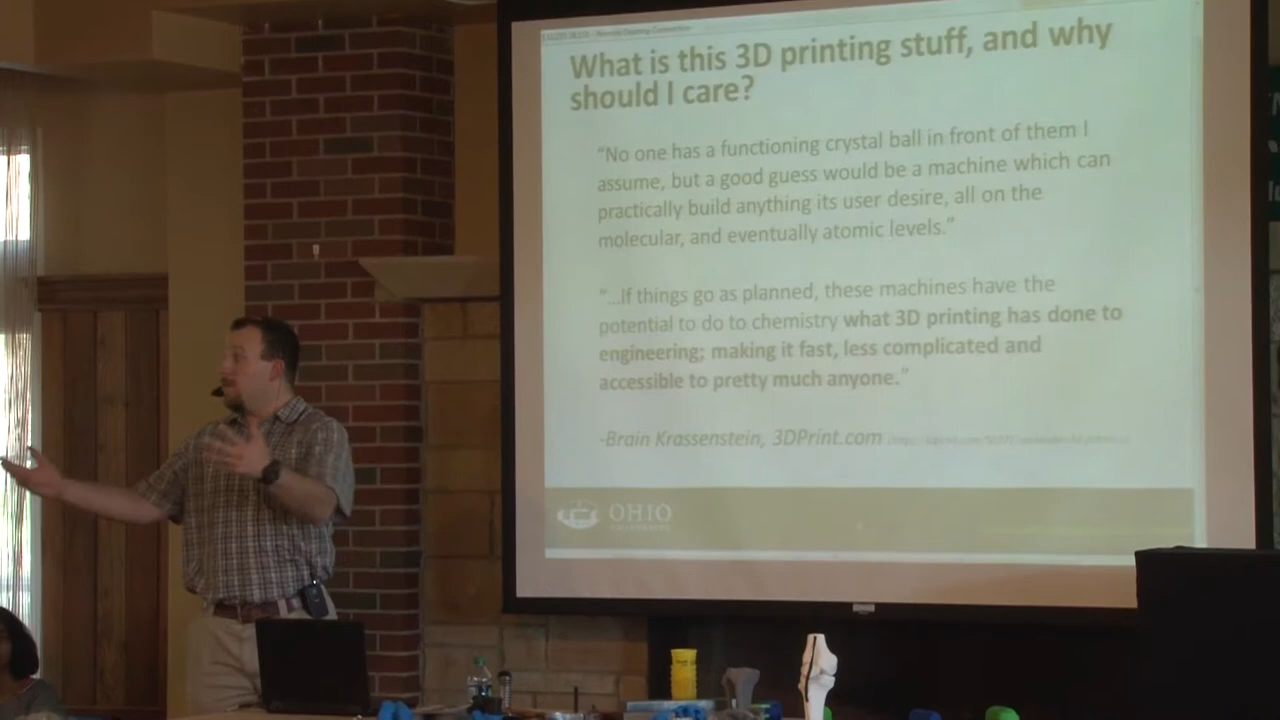 What is this 3D printing stuff, and why
should I care?
“No one has a functioning crystal ball in front of them I
assume, but a good guess would be a machine which can
practically build anything its user desire, all on the
molecular, and eventually atomic levels.”
“...If things go as planned, these machines have the
potential to do to chemistry what 3D printing has done to
engineering; making it fast, less complicated and
accessible to pretty much anyone.”
-Brain Krassenstein, 3DPrint.com
OHIO
UNIVERSITY